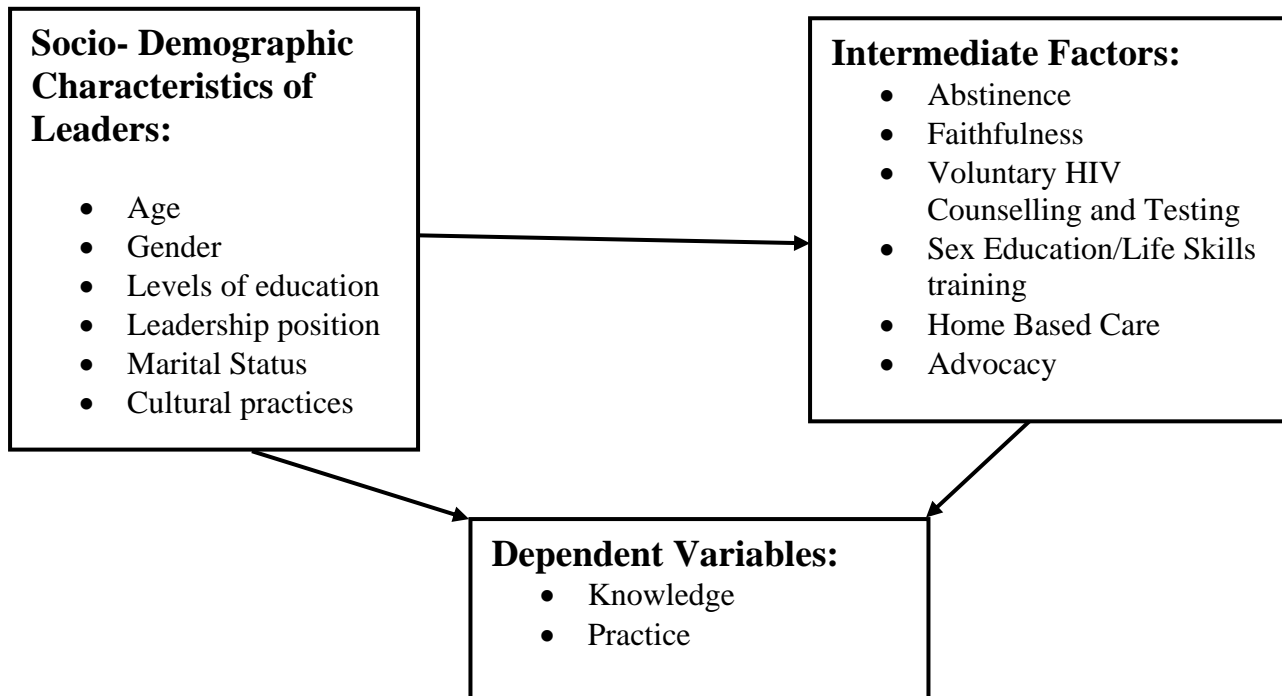 Socio- Demographic
Characteristics of
Leaders:
• Age
• Gender
• Levels of education
• Leadership position
• Marital Status
• Cultural practices
Intermediate Factors:
• Abstinence
• Faithfulness
• Voluntary HIV
Counselling and Testing
• Sex Education/Life Skills
training
• Home Based Care
• Advocacy
Dependent Variables:
• Knowledge
• Practice